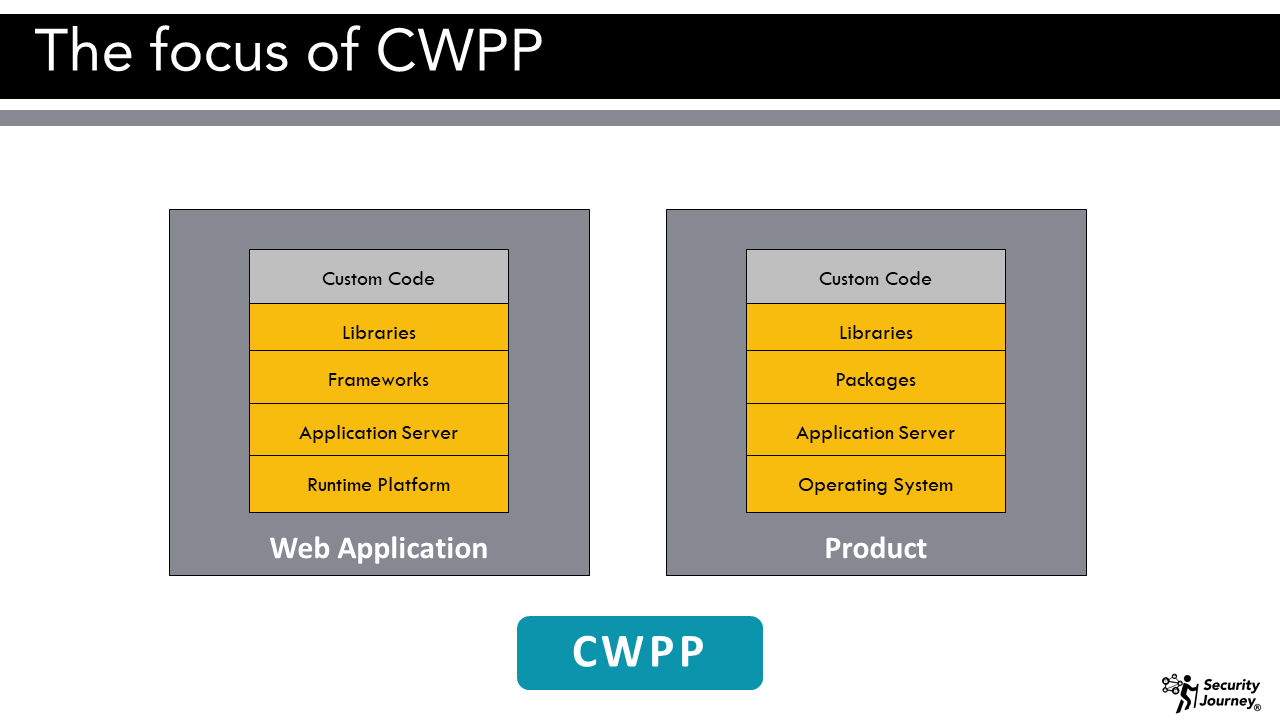 The focus of CWPP
Custom Code
Libraries
Frameworks
Application Server
Runtime Platform
Web Application
Custom Code
Libraries
Packages
Application Server
Operating System
Product
CWPP
Security
Journey®